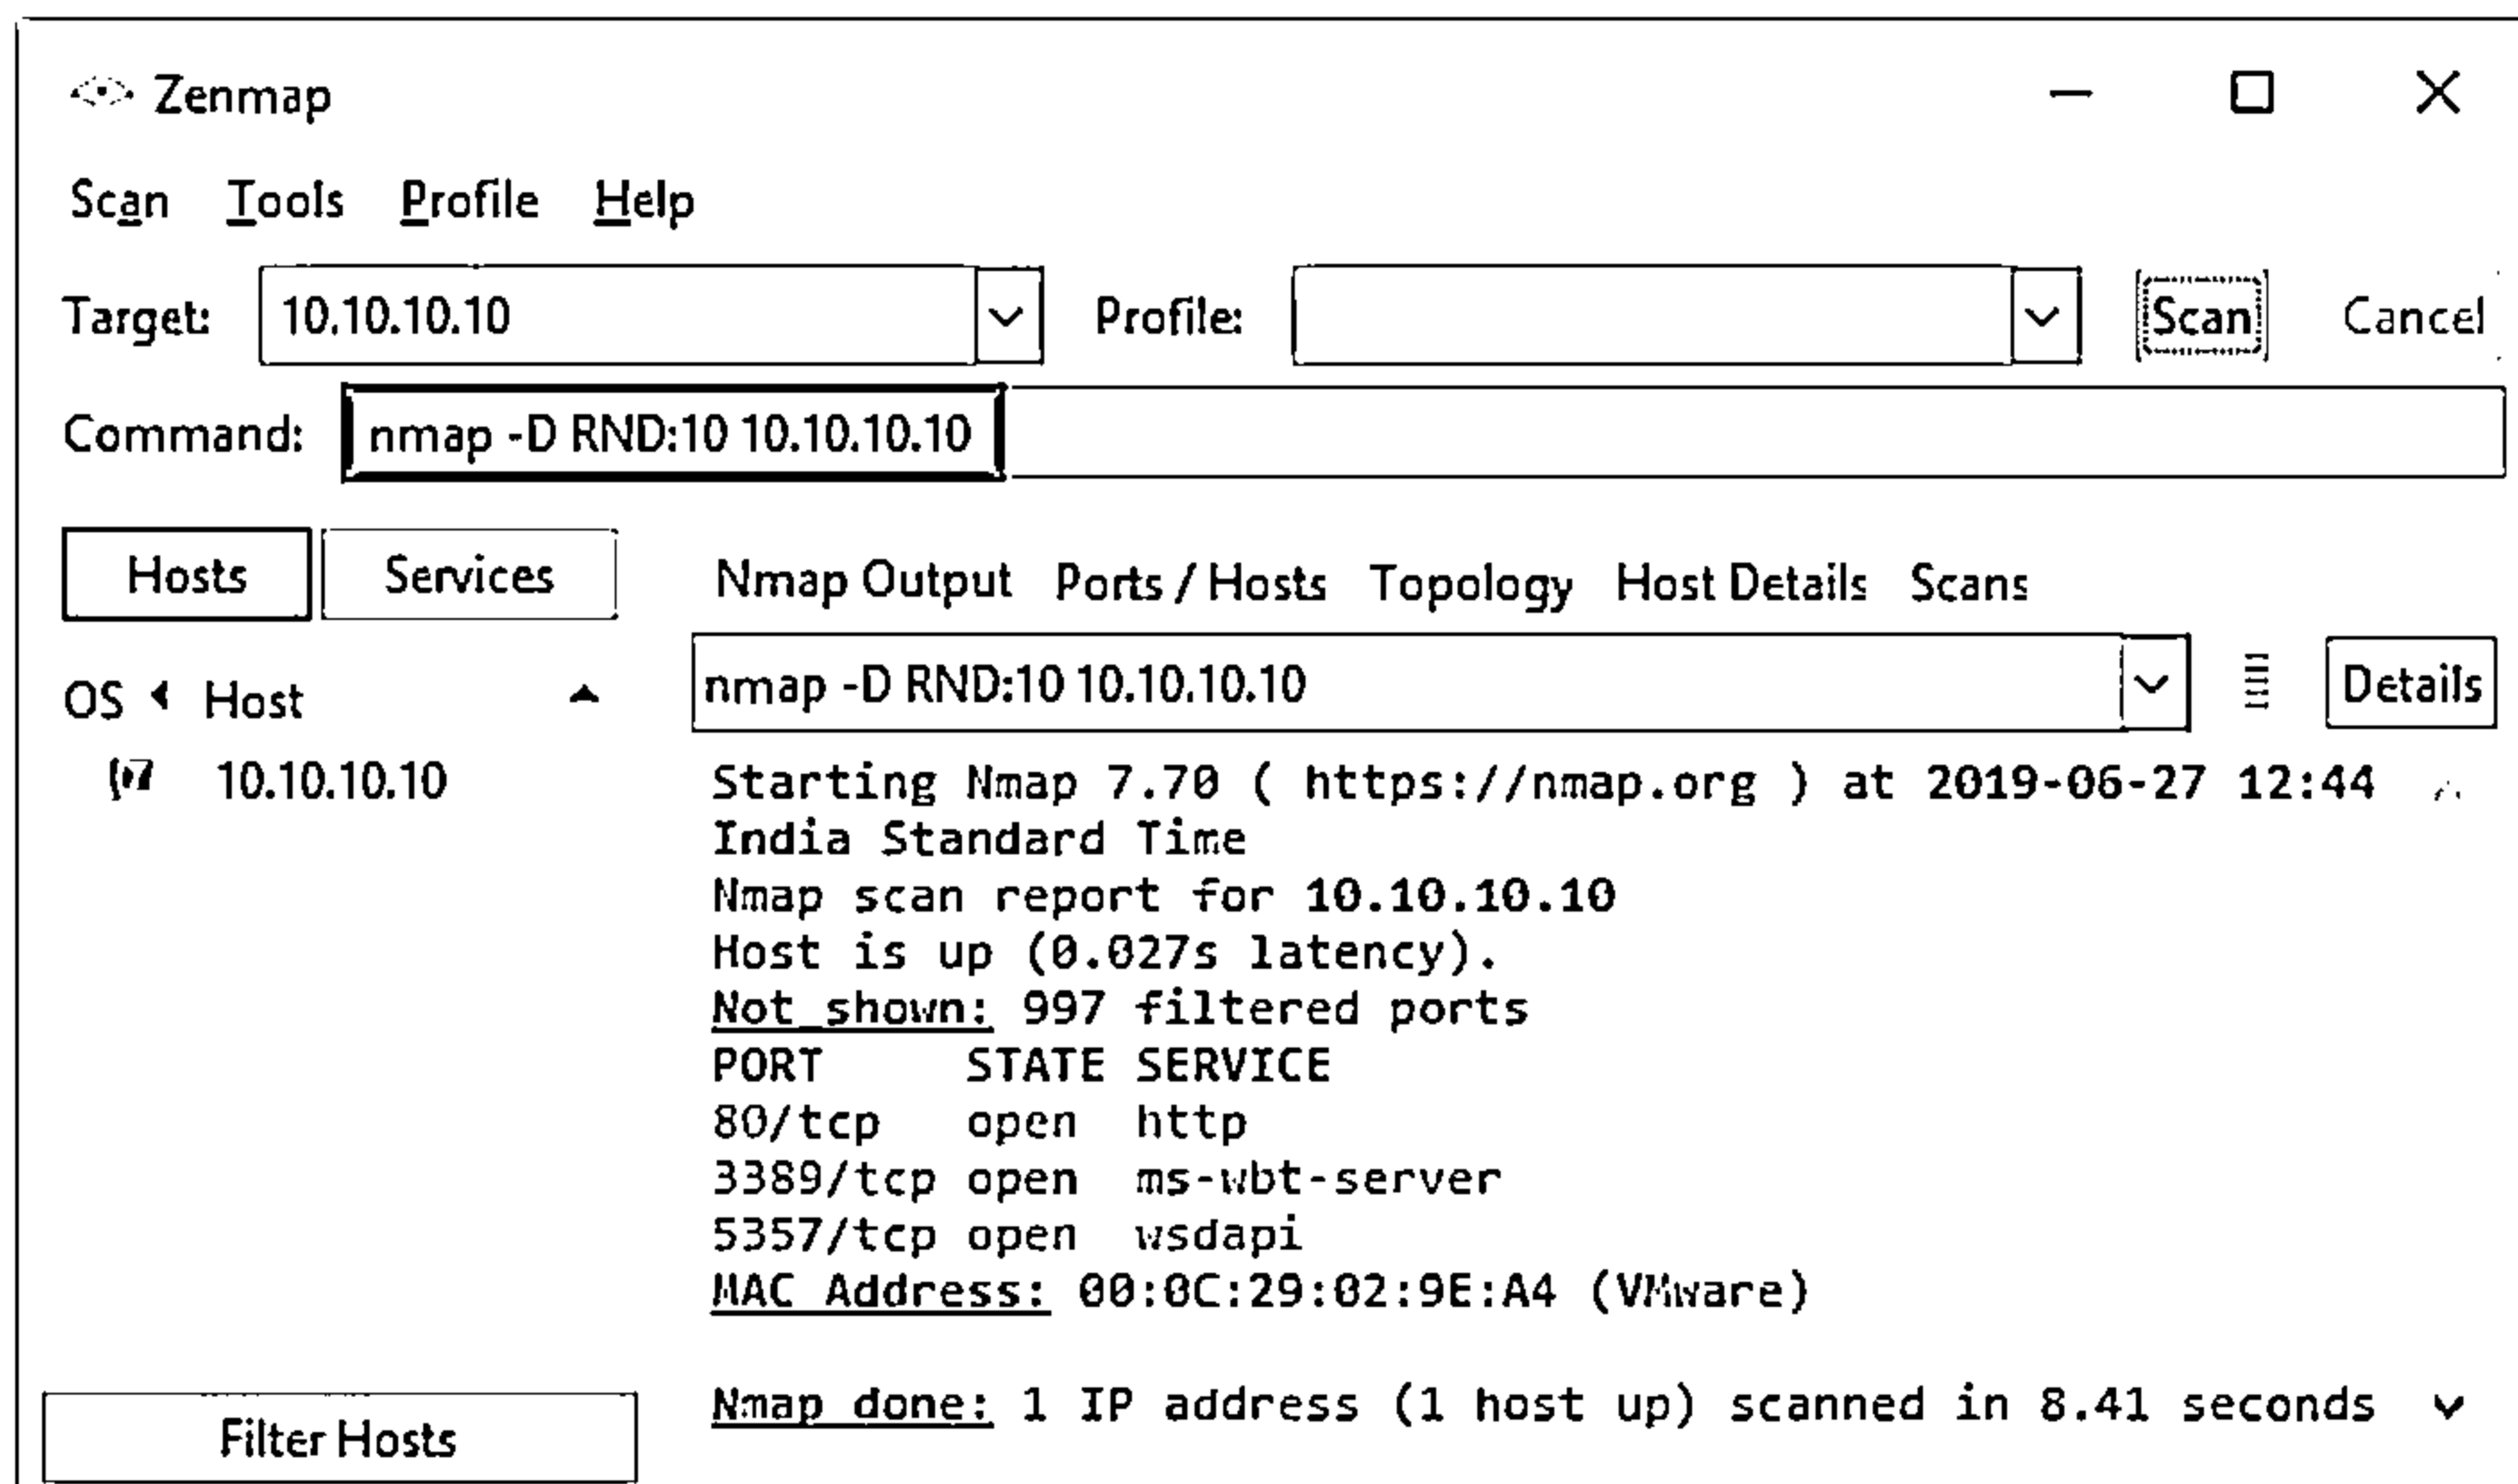 Zenmap
Scan Tools Profile Help
Target: 10.10.10.10 Profile: Scan Cancel
Command: nmap -D RND:10 10.10.10.10
Hosts Services
Nmap Output Ports / Hosts Topology Host Details Scans
OS Host
nmap -D RND:10 10.10.10.10 Details
10.10.10.10
Starting Nmap 7.70 ( https://nmap.org ) at 2019-06-27 12:44
India Standard Time
Nmap scan report for 10.10.10.10
Host is up (0.027s latency).
Not shown: 997 filtered ports
PORT STATE SERVICE
80/tcp open http
3389/tcp open ms-wbt-server
5357/tcp open wsdapi
MAC Address: 00:0C:29:02:9E:A4 (VMware)
Nmap done: 1 IP address (1 host up) scanned in 8.41 seconds
Filter Hosts